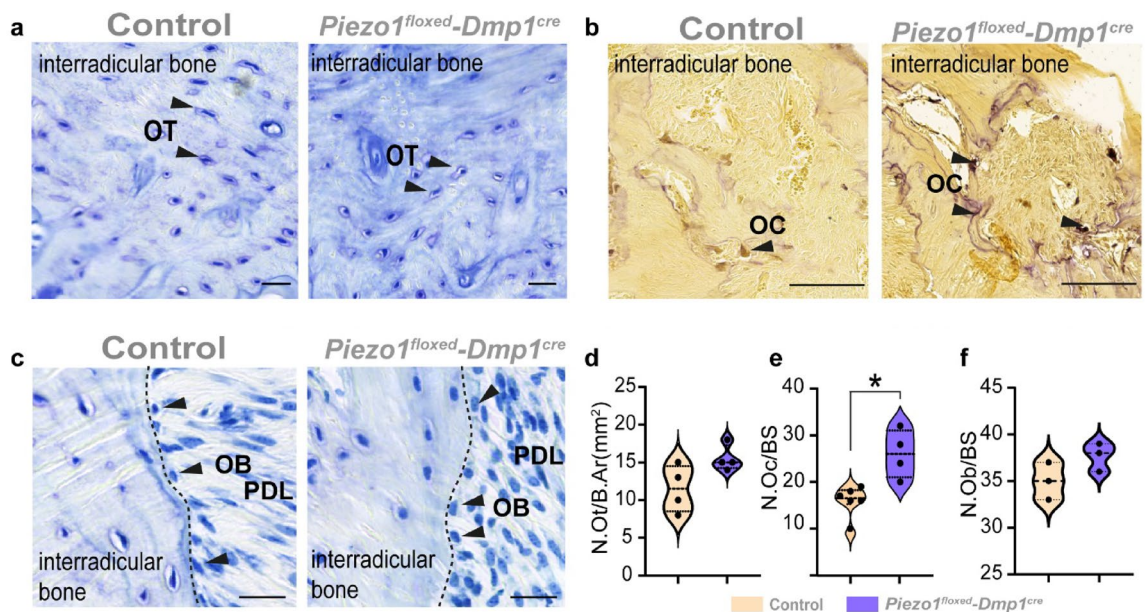 a
Control
Piezo1floxed-Dmp1cre
interradicular bone
OT
interradicular bone
OT
b
Control
Piezo1floxed-Dmp1cre
interradicular bone
OC
interradicular bone
OC
c
Control
Piezo1floxed-Dmp1cre
OB
PDL
interradicular
bone
PDL
OB
interradicular
bone
d
N.Ot/B.Ar(mm²)
25
20
15
10
5
0
e
N.Oc/BS
40
30
20
10
*
f
N.Ob/BS
45
40
35
30
25
Control
Piezo1floxed-Dmp1cre